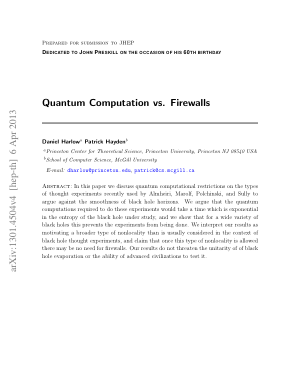 Prepared for submission to JHEP
Dedicated to John Preskill on the occasion of his 60th birthday
Quantum Computation vs. Firewalls
Daniel Harlow^a Patrick Hayden^b
^a Princeton Center for Theoretical Science, Princeton University, Princeton NJ 08540 USA
^b School of Computer Science, McGill University
E-mail: dharlow@princeton.edu, patrick@cs.mcgill.ca
Abstract: In this paper we discuss quantum computational restrictions on the types
of thought experiments recently used by Almheiri, Marolf, Polchinski, and Sully to
argue against the smoothness of black hole horizons. We argue that the quantum
computations required to do these experiments would take a time which is exponential
in the entropy of the black hole under study, and we show that for a wide variety of
black holes this prevents the experiments from being done. We interpret our results as
motivating a broader type of nonlocality than is usually considered in the context of
black hole thought experiments, and claim that once this type of nonlocality is allowed
there may be no need for firewalls. Our results do not threaten the unitarity of of black
hole evaporation or the ability of advanced civilizations to test it.
arXiv:1301.4504v4 [hep-th] 6 Apr 2013